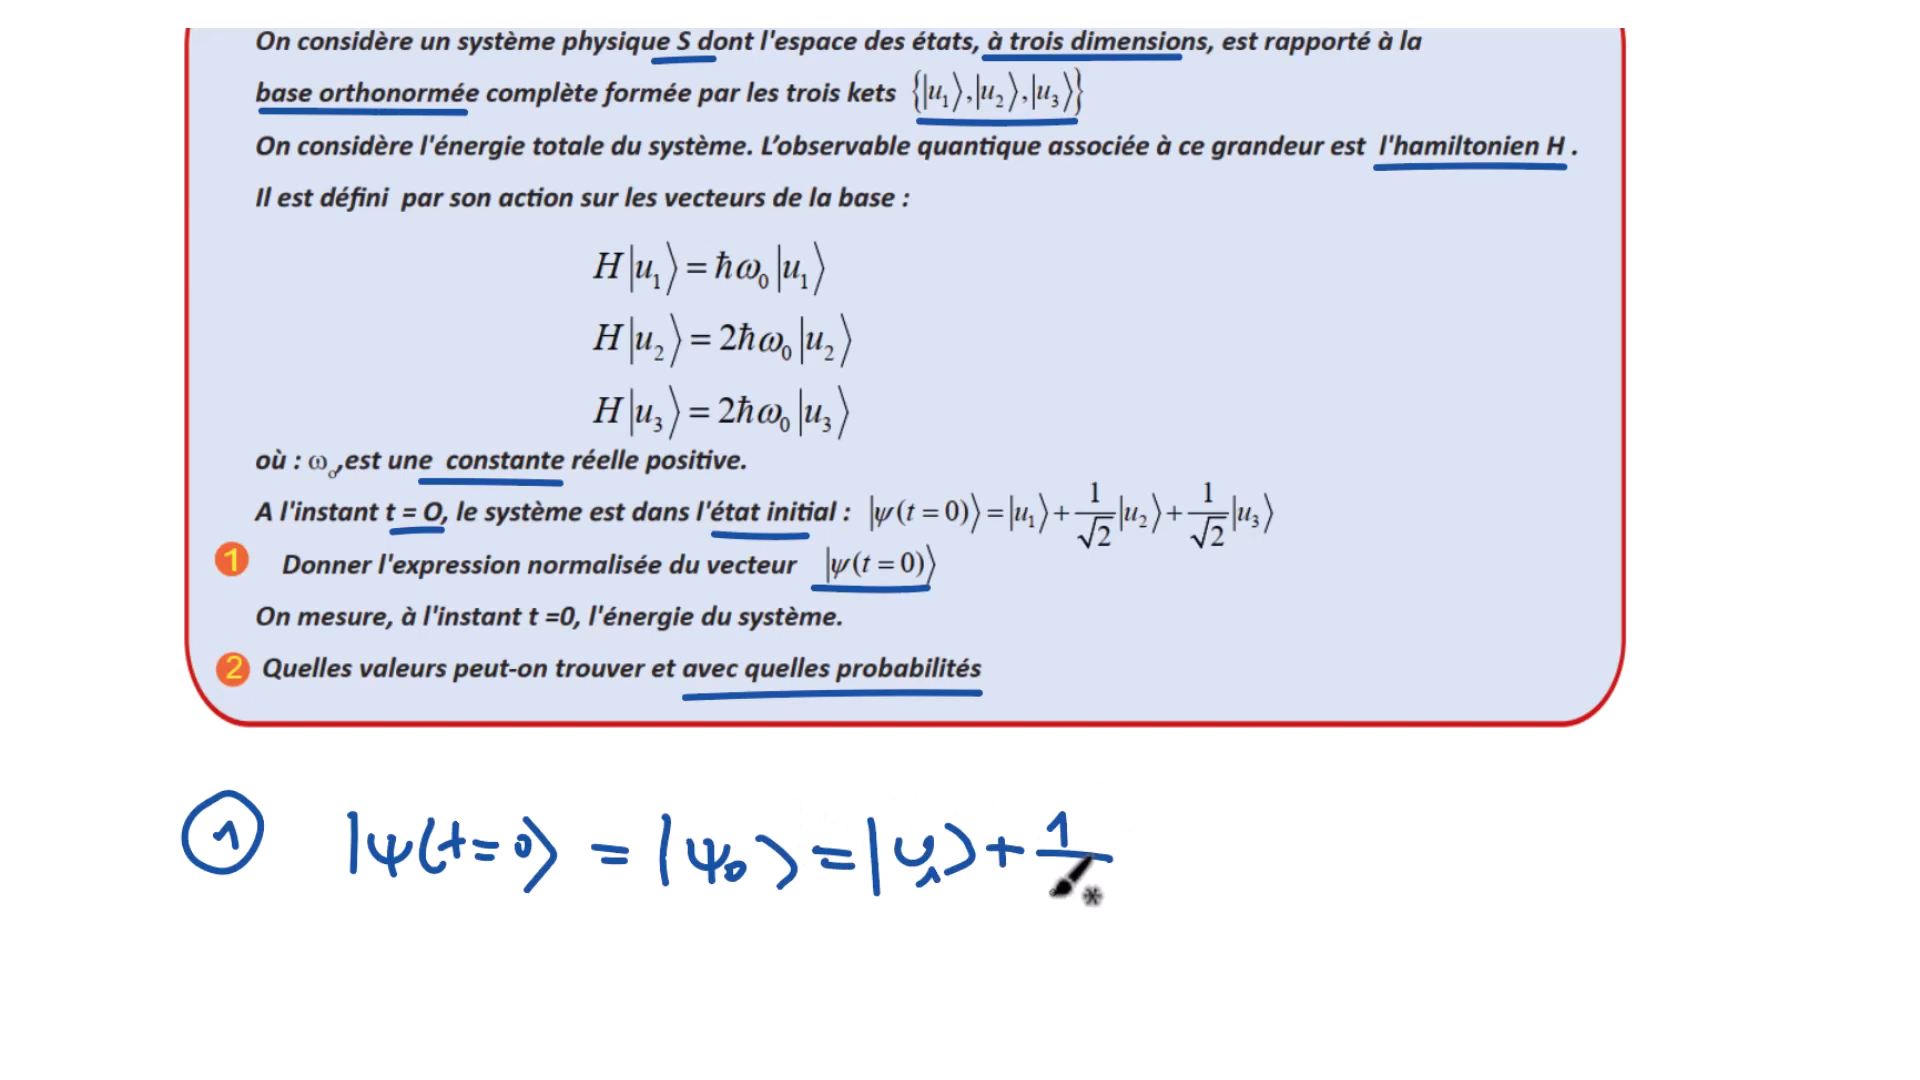 On considère un système physique S dont l'espace des états, à trois dimensions, est rapporté à la
base orthonormée complète formée par les trois kets {|u₁⟩,|u₂⟩,|u₃⟩}
On considère l'énergie totale du système. L’observable quantique associée à ce grandeur est l'hamiltonien H .
Il est défini par son action sur les vecteurs de la base :
H|u₁⟩ = ħω₀|u₁⟩
H|u₂⟩ = 2ħω₀|u₂⟩
H|u₃⟩ = 2ħω₀|u₃⟩
où : ω₀,est une constante réelle positive.
A l'instant t = O, le système est dans l'état initial : |ψ(t = 0)⟩ = |u₁⟩ + 1/√2 |u₂⟩ + 1/√2 |u₃⟩
1 Donner l'expression normalisée du vecteur |ψ(t = 0)⟩
On mesure, à l'instant t =0, l'énergie du système.
2 Quelles valeurs peut-on trouver et avec quelles probabilités
1 |ψ(t=0⟩ = |ψ₀⟩ = |u₁⟩ + 1/